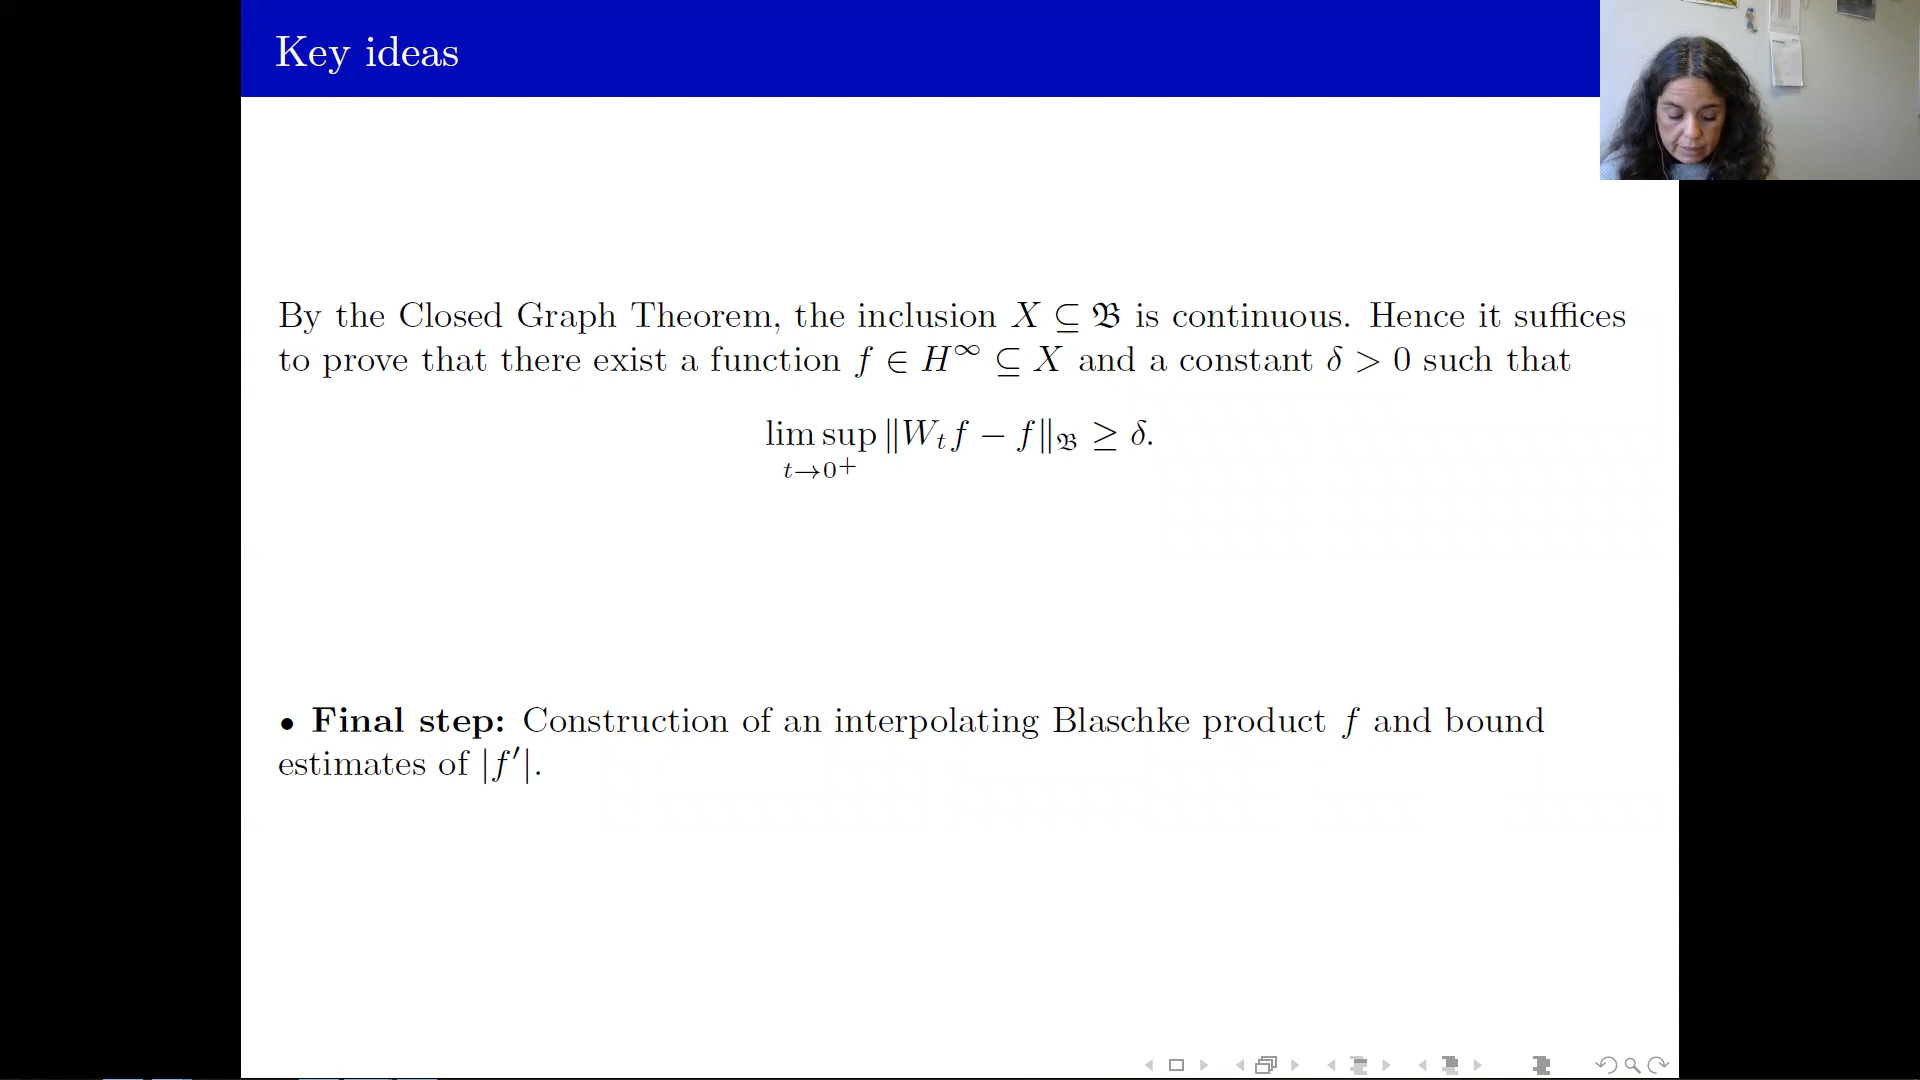 Key ideas
By the Closed Graph Theorem, the inclusion X ⊆ 𝔅 is continuous. Hence it suffices
to prove that there exist a function f ∈ H^∞ ⊆ X and a constant δ > 0 such that
lim sup_{t→0⁺} ‖W_t f − f‖_𝔅 ≥ δ.
• Final step: Construction of an interpolating Blaschke product f and bound
estimates of |f′|.